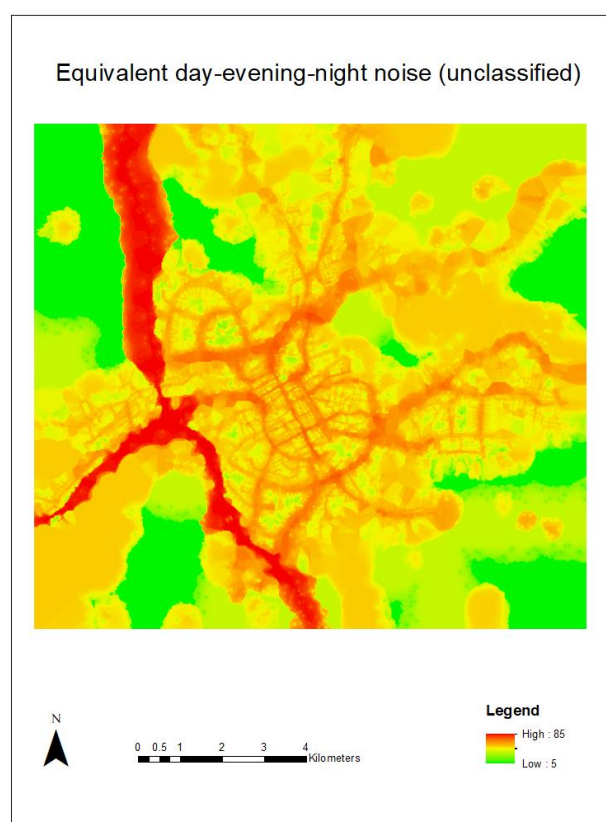 Equivalent day-evening-night noise (unclassified)
N
0 0.5 1 2 3 4
Kilometers
Legend
High : 85
Low : 5